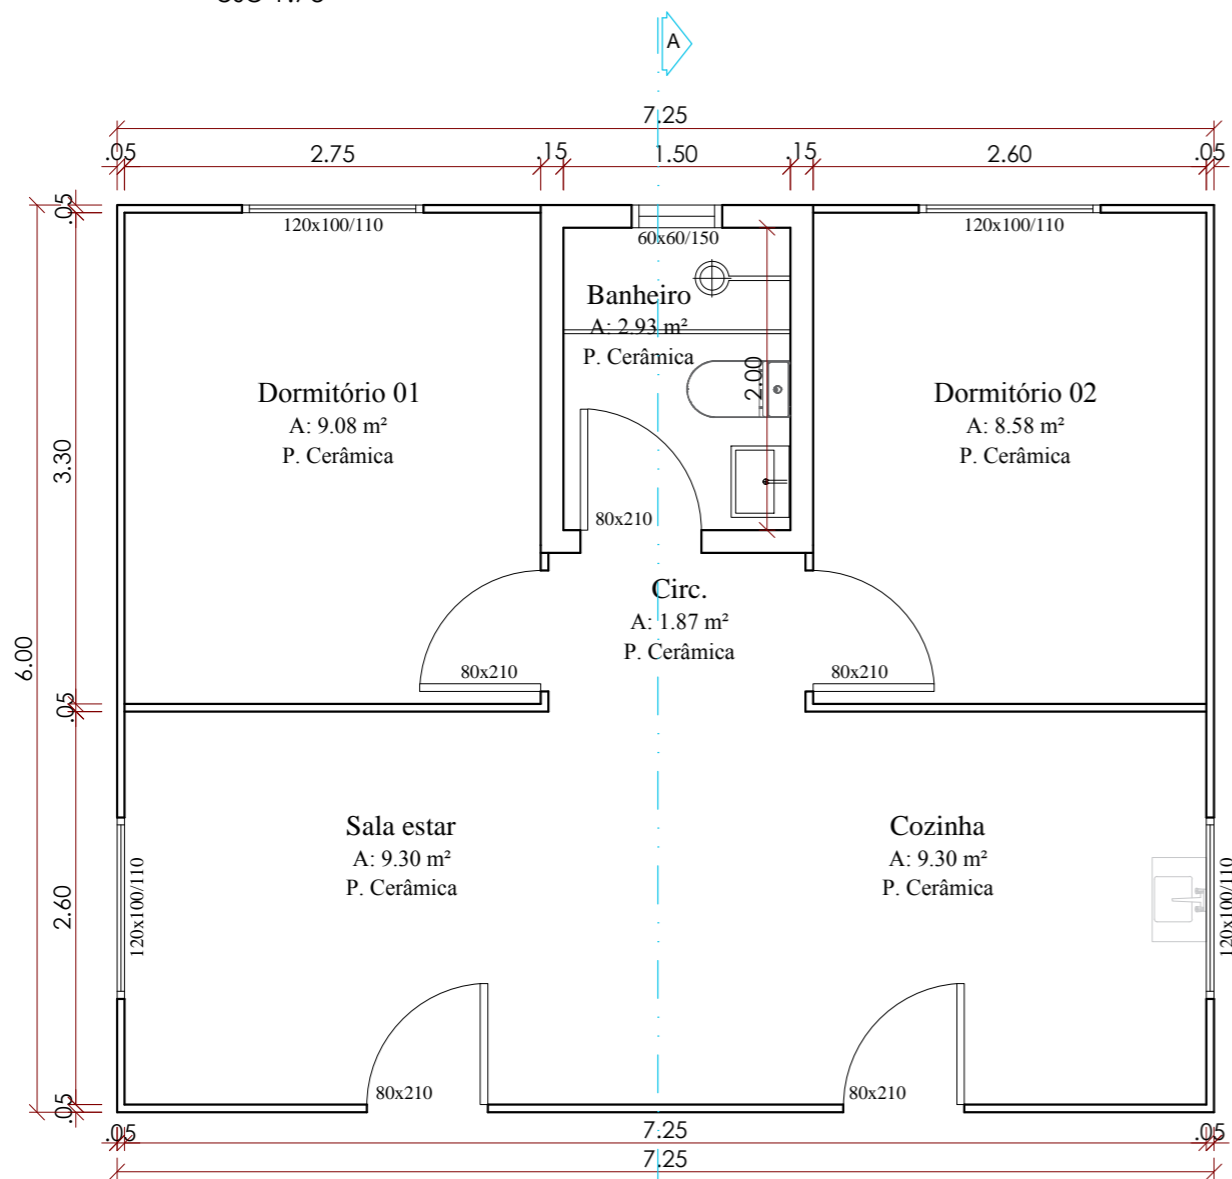 A
7.25
.05
2.75
.15
1.50
.15
2.60
.05
.05
120x100/110
60x60/150
120x100/110
Banheiro
A: 2.93 m²
P. Cerâmica
2.00
Dormitório 01
A: 9.08 m²
P. Cerâmica
Dormitório 02
A: 8.58 m²
P. Cerâmica
3.30
80x210
Circ.
A: 1.87 m²
P. Cerâmica
6.00
80x210
80x210
.05
Sala estar
A: 9.30 m²
P. Cerâmica
Cozinha
A: 9.30 m²
P. Cerâmica
2.60
120x100/110
120x100/110
80x210
80x210
.05
.05
7.25
.05
7.25